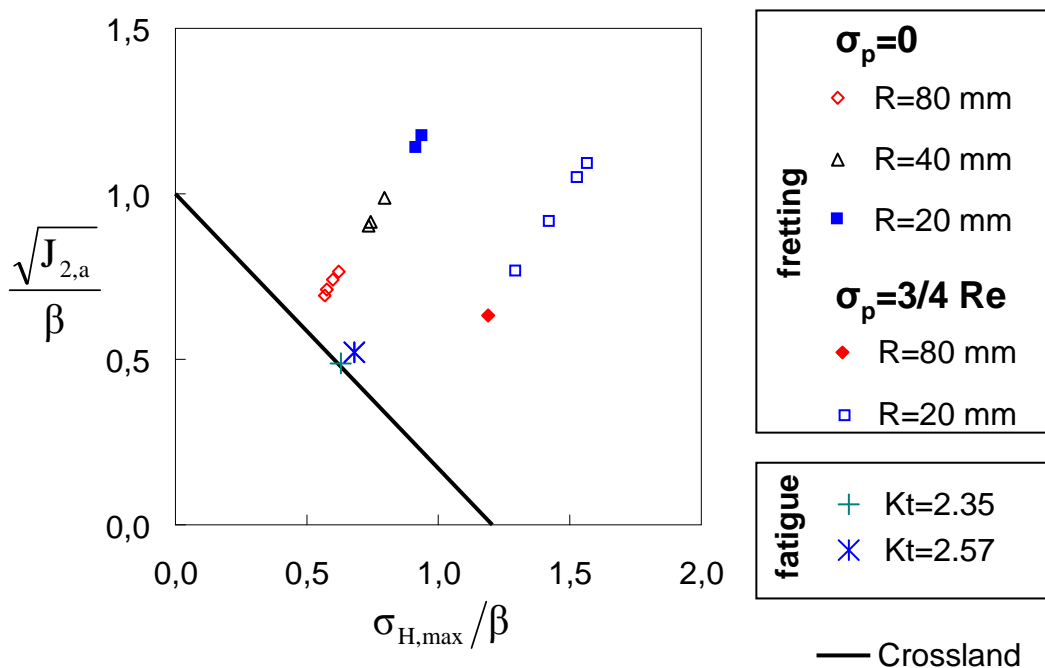 1,5
1,0
0,5
0,0
√J2,a
β
0,0 0,5 1,0 1,5 2,0
σH,max/β
σp=0
R=80 mm
R=40 mm
R=20 mm
fretting
σp=3/4 Re
R=80 mm
R=20 mm
fatigue
Kt=2.35
Kt=2.57
Crossland